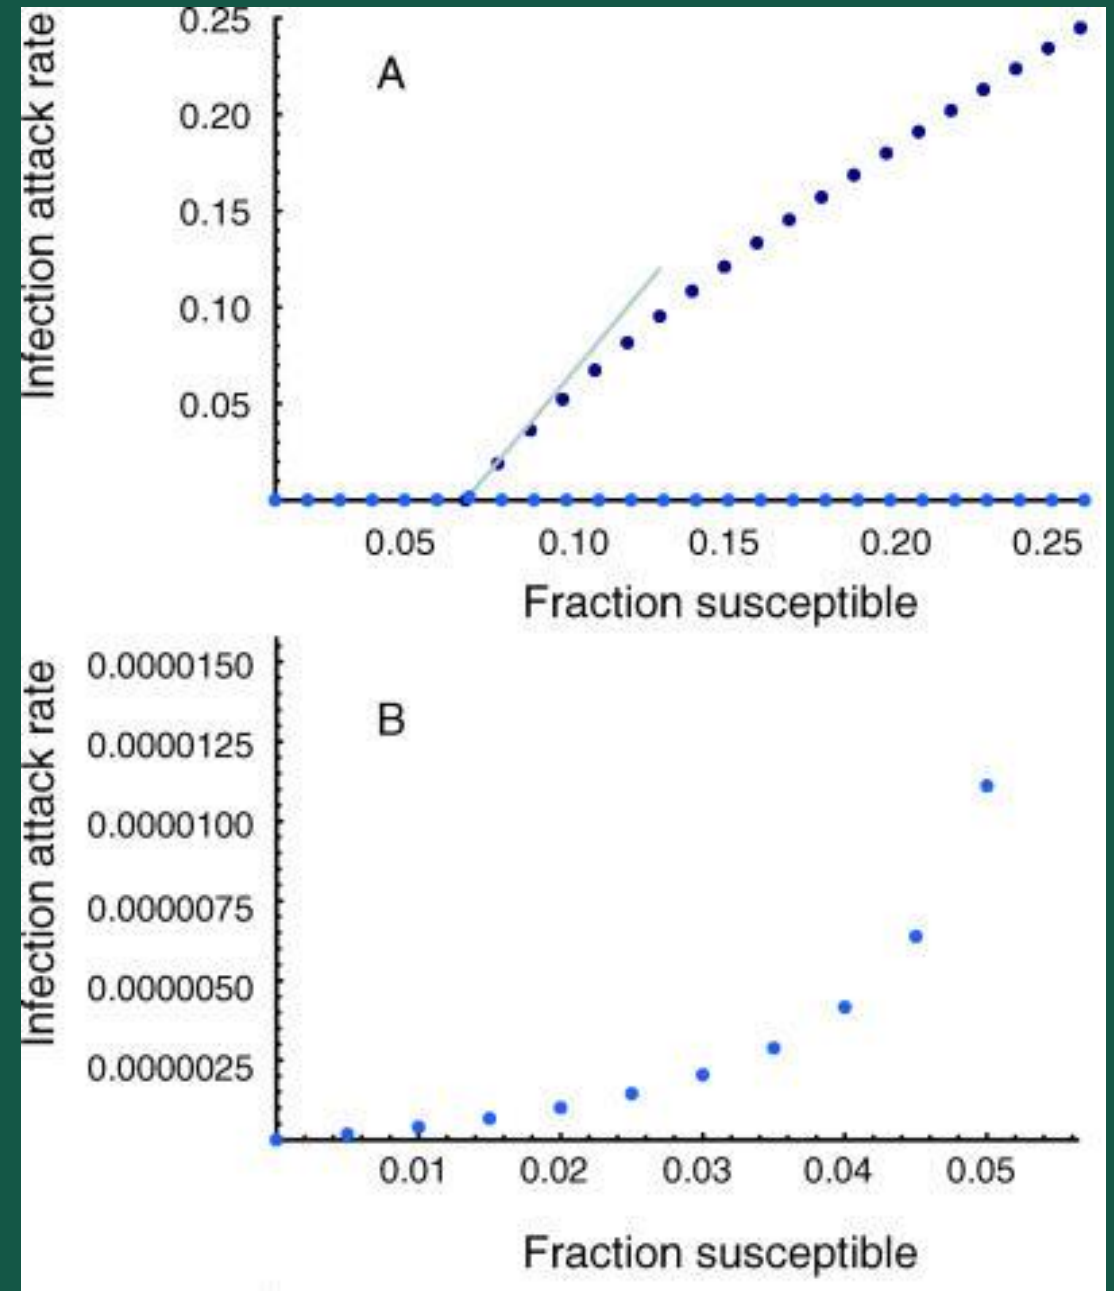 Infection attack rate
0.25
0.20
0.15
0.10
0.05
A
0.05 0.10 0.15 0.20 0.25
Fraction susceptible
Infection attack rate
0.0000150
0.0000125
0.0000100
0.0000075
0.0000050
0.0000025
B
0.01 0.02 0.03 0.04 0.05
Fraction susceptible